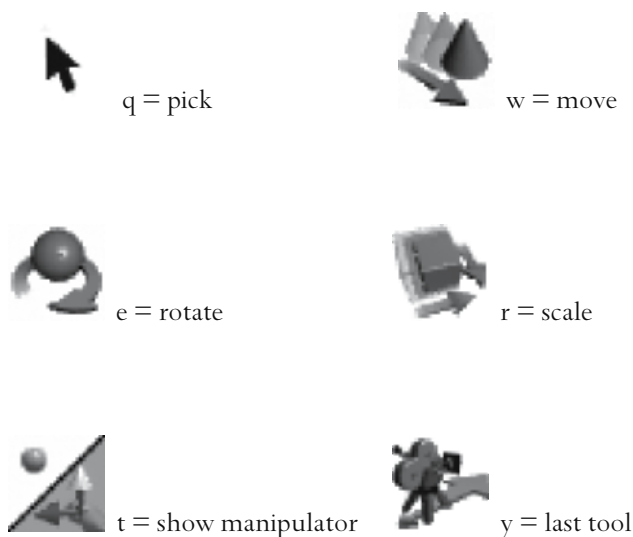 q = pick
w = move
e = rotate
r = scale
t = show manipulator
y = last tool